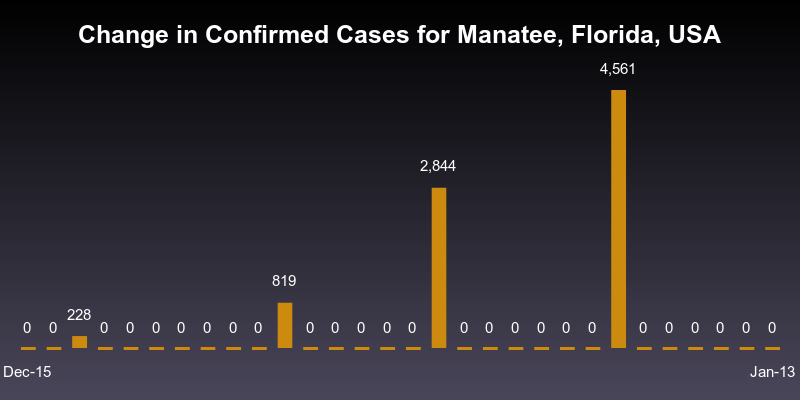 Change in Confirmed Cases for Manatee, Florida, USA
4,561
2,844
819
228
0 0 0 0 0 0 0 0 0 0 0 0 0 0 0 0 0 0 0 0 0 0 0 0 0 0
Dec-15 Jan-13